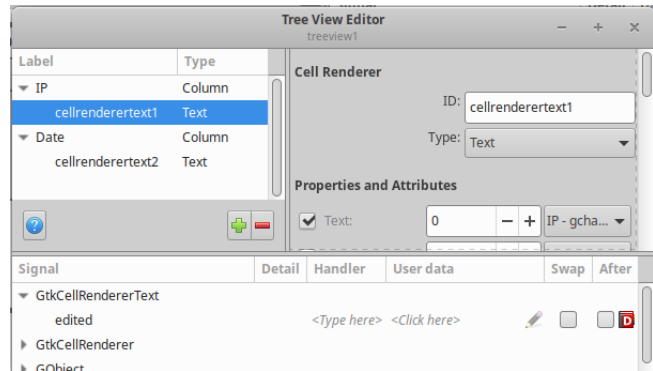 Tree View Editor
treeview1
Label Type
IP Column
cellrenderertext1 Text
Date Column
cellrenderertext2 Text
Cell Renderer
ID: cellrenderertext1
Type: Text
Properties and Attributes
Text: 0 IP - gcha...
Signal Detail Handler User data Swap After
GtkCellRendererText
edited <Type here> <Click here>
GtkCellRenderer
GObject